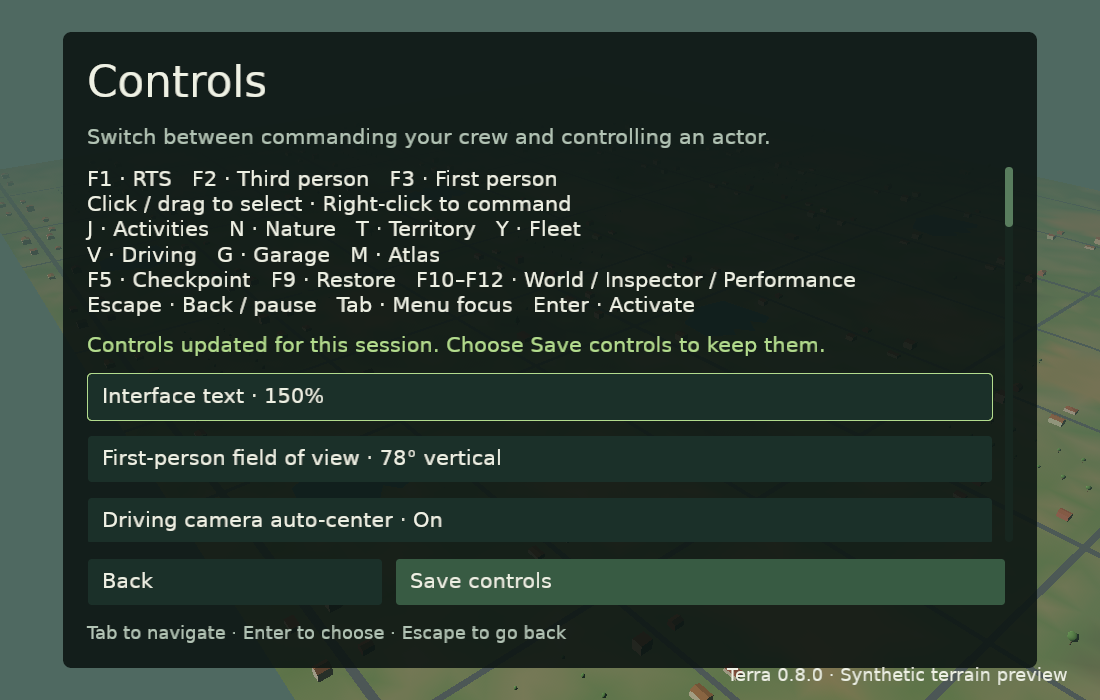 Controls
Switch between commanding your crew and controlling an actor.
F1 · RTS   F2 · Third person   F3 · First person
Click / drag to select · Right-click to command
J · Activities   N · Nature   T · Territory   Y · Fleet
V · Driving   G · Garage   M · Atlas
F5 · Checkpoint   F9 · Restore   F10–F12 · World / Inspector / Performance
Escape · Back / pause   Tab · Menu focus   Enter · Activate
Controls updated for this session. Choose Save controls to keep them.
Interface text · 150%
First-person field of view · 78° vertical
Driving camera auto-center · On
Back
Save controls
Tab to navigate · Enter to choose · Escape to go back
Terra 0.8.0 · Synthetic terrain preview